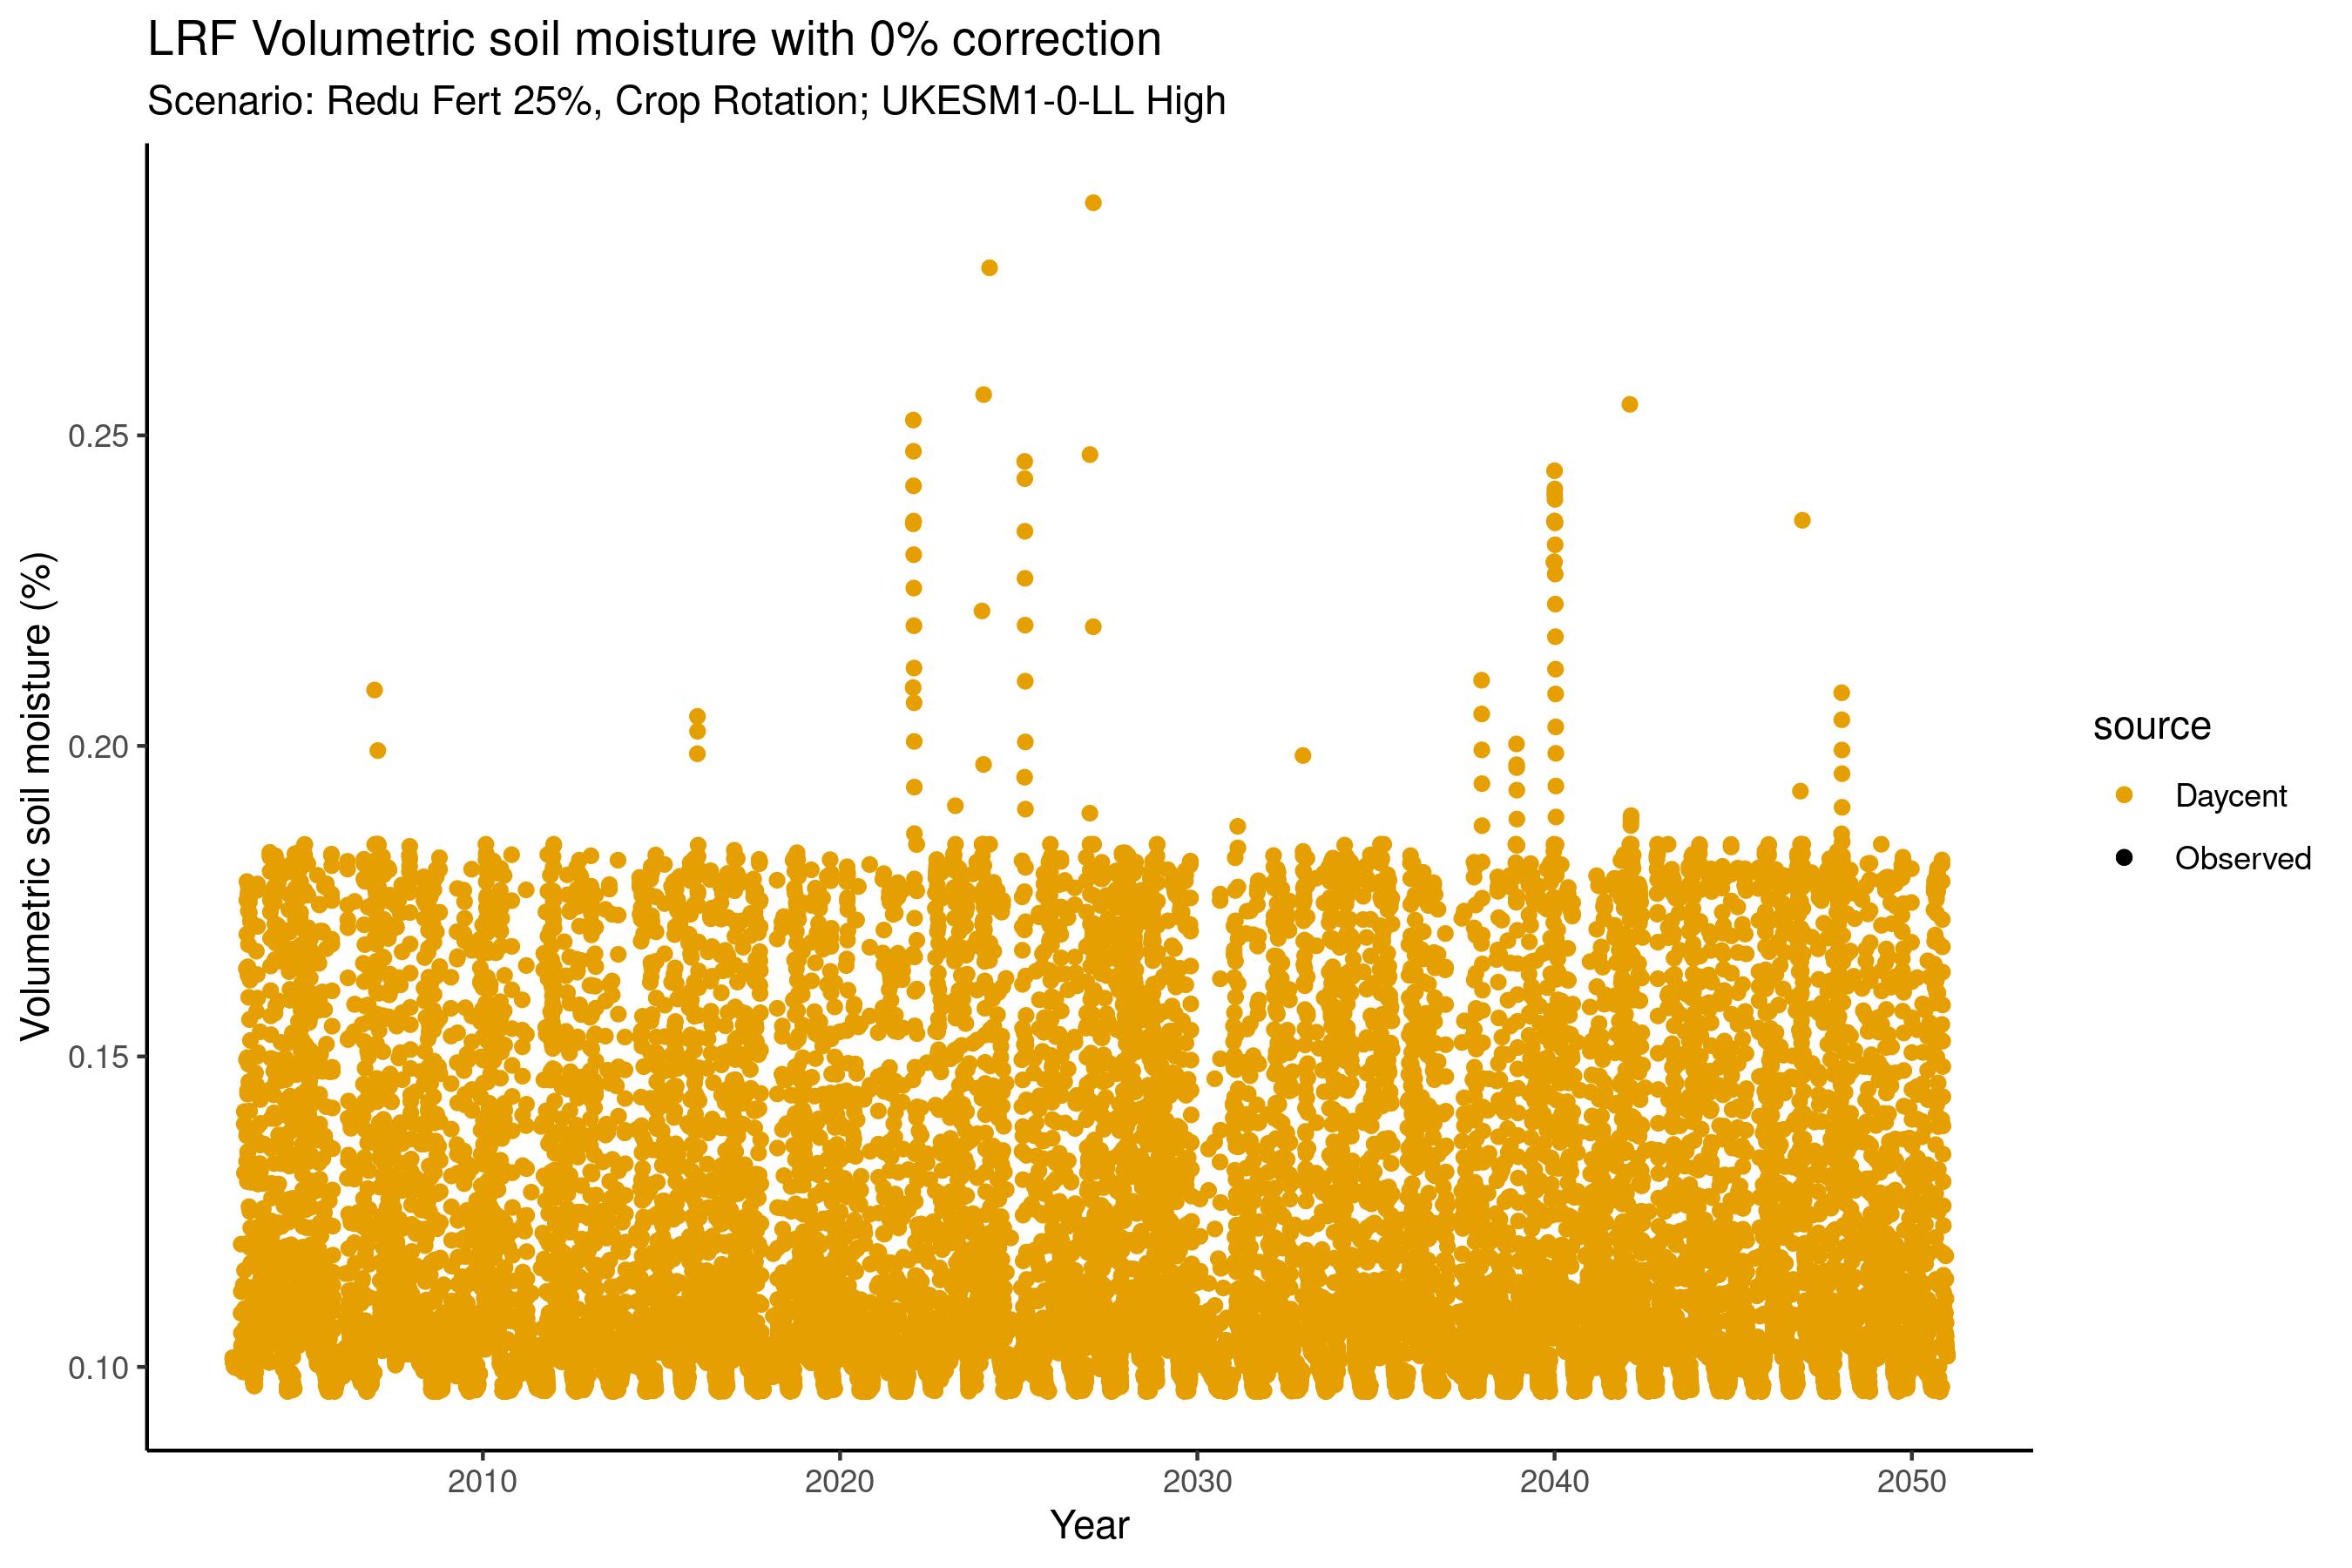 LRF Volumetric soil moisture with 0% correction
Scenario: Redu Fert 25%, Crop Rotation; UKESM1-0-LL High
Volumetric soil moisture (%)
0.25
0.20
0.15
0.10
2010
2020
2030
2040
2050
Year
source
Daycent
Observed